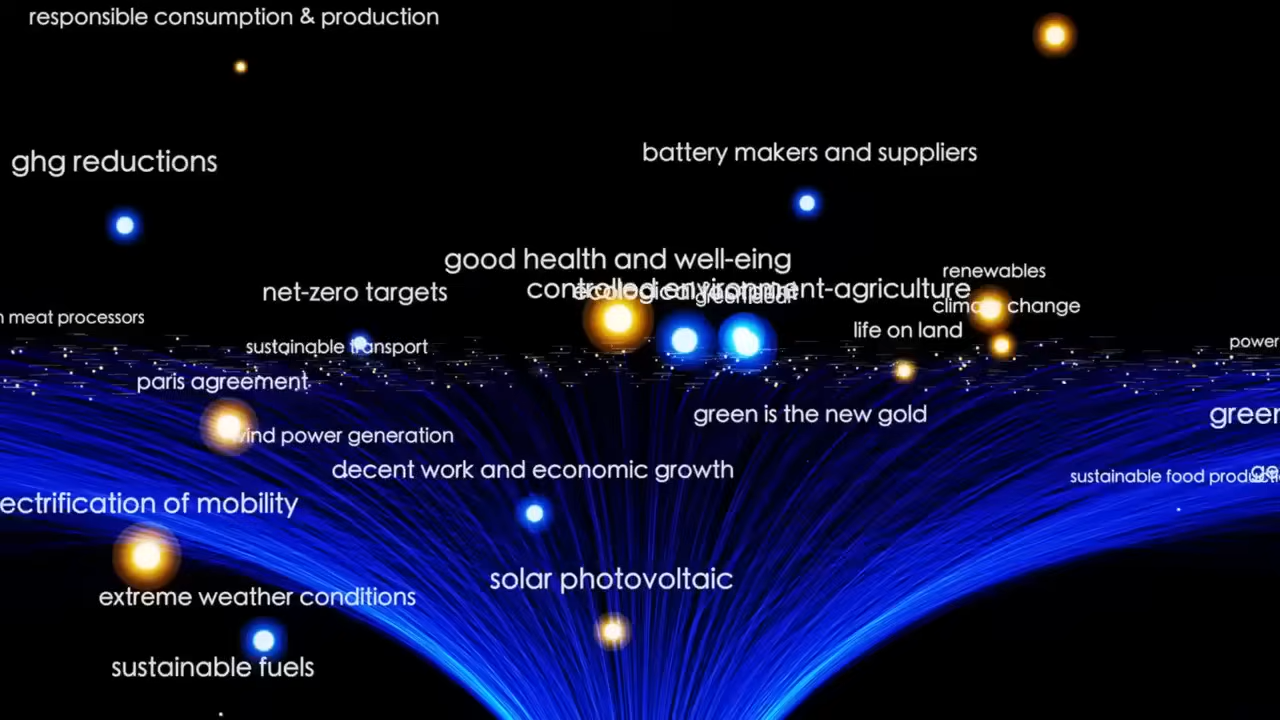 responsible consumption & production
ghg reductions
battery makers and suppliers
good health and well-eing
renewables
controlled environment-agriculture
net-zero targets
climate change
meat processors
life on land
power
sustainable transport
paris agreement
green is the new gold
green
wind power generation
decent work and economic growth
sustainable food production
ectrification of mobility
solar photovoltaic
extreme weather conditions
sustainable fuels